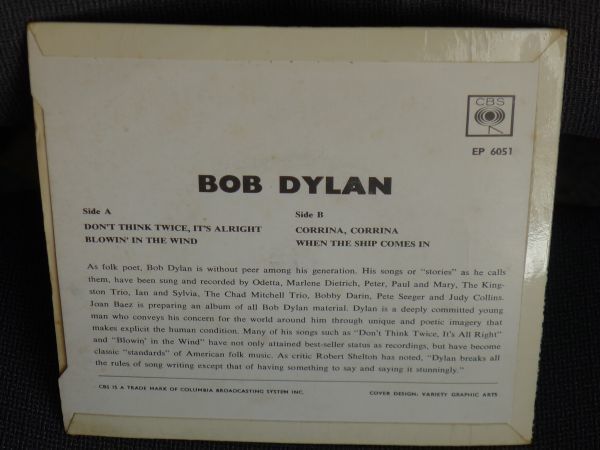 CBS
EP 6051
BOB DYLAN
Side A
DON'T THINK TWICE, IT'S ALRIGHT
BLOWIN' IN THE WIND
Side B
CORRINA, CORRINA
WHEN THE SHIP COMES IN
As folk poet, Bob Dylan is without peer among his generation. His songs or "stories" as he calls
them, have been sung and recorded by Odetta, Marlene Dietrich, Peter, Paul and Mary, The King-
ston Trio, Ian and Sylvia, The Chad Mitchell Trio, Bobby Darin, Pete Seeger and Judy Collins.
Joan Baez is preparing an album of all Bob Dylan material. Dylan is a deeply committed young
man who conveys his concern for the world around him through unique and poetic imagery that
makes explicit the human condition. Many of his songs such as "Don't Think Twice, It's All Right"
and "Blowin' in the Wind" have not only attained best-seller status as recordings, but have become
classic "standards" of American folk music. As critic Robert Shelton has noted, "Dylan breaks all
the rules of song writing except that of having something to say and saying it stunningly."
CBS IS A TRADE MARK OF COLUMBIA BROADCASTING SYSTEM INC.
COVER DESIGN: VARIETY GRAPHIC ARTS